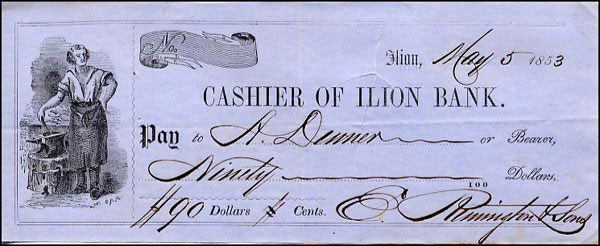 No.
Ilion, May 5 1853
CASHIER OF ILION BANK.
Pay to A. Denner or Bearer,
Ninety 100 Dollars.
$90 Dollars Cents. E. Remington & Sons